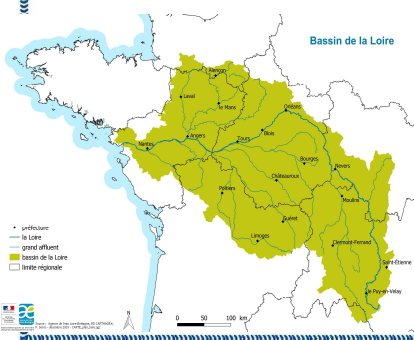 Bassin de la Loire
Alençon
Laval
le Mans
Orléans
Angers
Blois
Tours
Nantes
Bourges
Nevers
Châteauroux
Poitiers
Moulins
Guéret
Limoges
Clermont-Ferrand
Saint-Étienne
le Puy-en-Velay
préfecture
la Loire
grand affluent
bassin de la Loire
limite régionale
N
0 50 100 km